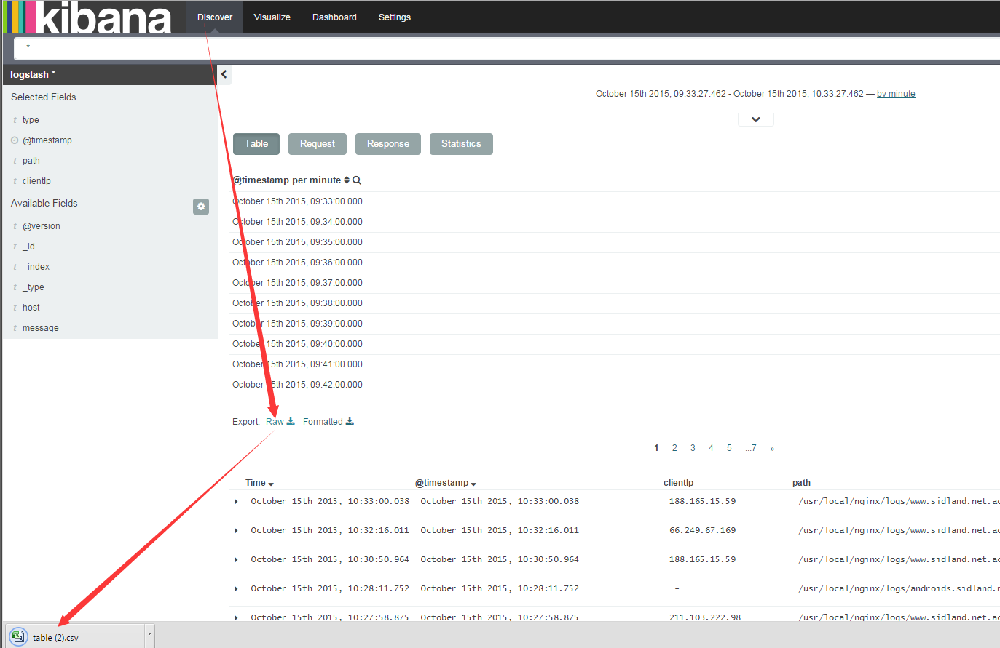 kibana Discover Visualize Dashboard Settings
*
logstash-*
Selected Fields
t type
@timestamp
t path
t clientIp
Available Fields
t @version
t _id
t _index
t _type
t host
t message
October 15th 2015, 09:33:27.462 - October 15th 2015, 10:33:27.462 — by minute
Table Request Response Statistics
@timestamp per minute
October 15th 2015, 09:33:00.000
October 15th 2015, 09:34:00.000
October 15th 2015, 09:35:00.000
October 15th 2015, 09:36:00.000
October 15th 2015, 09:37:00.000
October 15th 2015, 09:38:00.000
October 15th 2015, 09:39:00.000
October 15th 2015, 09:40:00.000
October 15th 2015, 09:41:00.000
October 15th 2015, 09:42:00.000
Export: Raw Formatted
1 2 3 4 5 ...7 »
Time @timestamp clientIp path
October 15th 2015, 10:33:00.038 October 15th 2015, 10:33:00.038 188.165.15.59 /usr/local/nginx/logs/www.sidland.net.ac
October 15th 2015, 10:32:16.011 October 15th 2015, 10:32:16.011 66.249.67.169 /usr/local/nginx/logs/www.sidland.net.ac
October 15th 2015, 10:30:50.964 October 15th 2015, 10:30:50.964 188.165.15.59 /usr/local/nginx/logs/www.sidland.net.ac
October 15th 2015, 10:28:11.752 October 15th 2015, 10:28:11.752 - /usr/local/nginx/logs/androids.sidland.n
October 15th 2015, 10:27:58.875 October 15th 2015, 10:27:58.875 211.103.222.98 /usr/local/nginx/logs/www.sidland.net.ac
table (2).csv